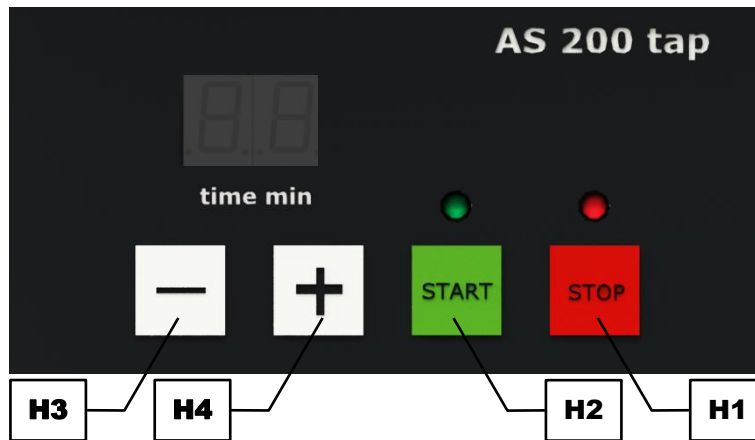 AS 200 tap
time min
− + START STOP
H3 H4 H2 H1